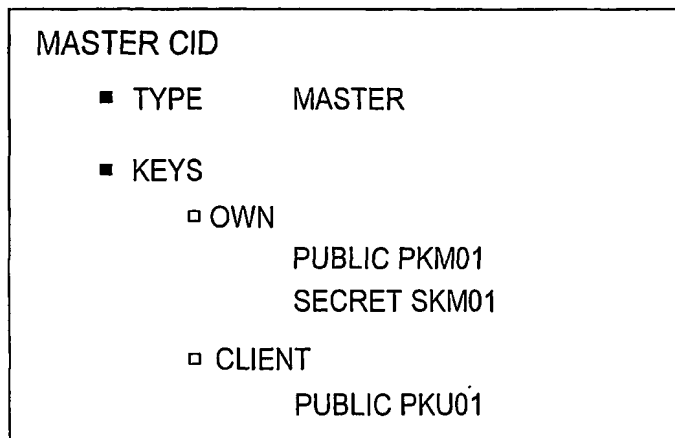 MASTER CID
■ TYPE MASTER
■ KEYS
□ OWN
PUBLIC PKM01
SECRET SKM01
□ CLIENT
PUBLIC PKU01